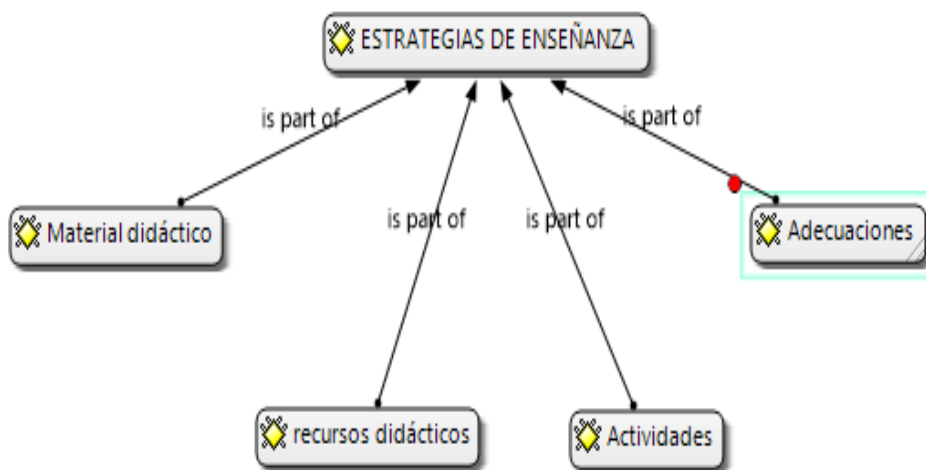 ESTRATEGIAS DE ENSEÑANZA
is part of
is part of
Material didáctico
is part of
is part of
Adecuaciones
recursos didácticos
Actividades